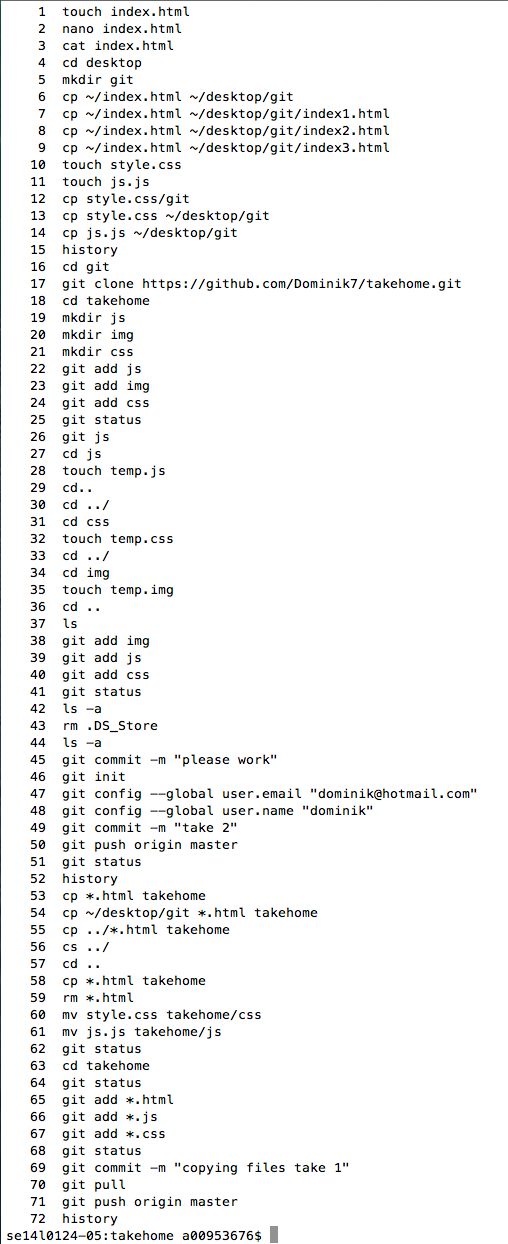 1 touch index.html
2 nano index.html
3 cat index.html
4 cd desktop
5 mkdir git
6 cp ~/index.html ~/desktop/git
7 cp ~/index.html ~/desktop/git/index1.html
8 cp ~/index.html ~/desktop/git/index2.html
9 cp ~/index.html ~/desktop/git/index3.html
10 touch style.css
11 touch js.js
12 cp style.css/git
13 cp style.css ~/desktop/git
14 cp js.js ~/desktop/git
15 history
16 cd git
17 git clone https://github.com/Dominik7/takehome.git
18 cd takehome
19 mkdir js
20 mkdir img
21 mkdir css
22 git add js
23 git add img
24 git add css
25 git status
26 git js
27 cd js
28 touch temp.js
29 cd..
30 cd ../
31 cd css
32 touch temp.css
33 cd ../
34 cd img
35 touch temp.img
36 cd ..
37 ls
38 git add img
39 git add js
40 git add css
41 git status
42 ls -a
43 rm .DS_Store
44 ls -a
45 git commit -m "please work"
46 git init
47 git config --global user.email "dominik@hotmail.com"
48 git config --global user.name "dominik"
49 git commit -m "take 2"
50 git push origin master
51 git status
52 history
53 cp *.html takehome
54 cp ~/desktop/git *.html takehome
55 cp ../*.html takehome
56 cs ../
57 cd ..
58 cp *.html takehome
59 rm *.html
60 mv style.css takehome/css
61 mv js.js takehome/js
62 git status
63 cd takehome
64 git status
65 git add *.html
66 git add *.js
67 git add *.css
68 git status
69 git commit -m "copying files take 1"
70 git pull
71 git push origin master
72 history
se14l0124-05:takehome a00953676$